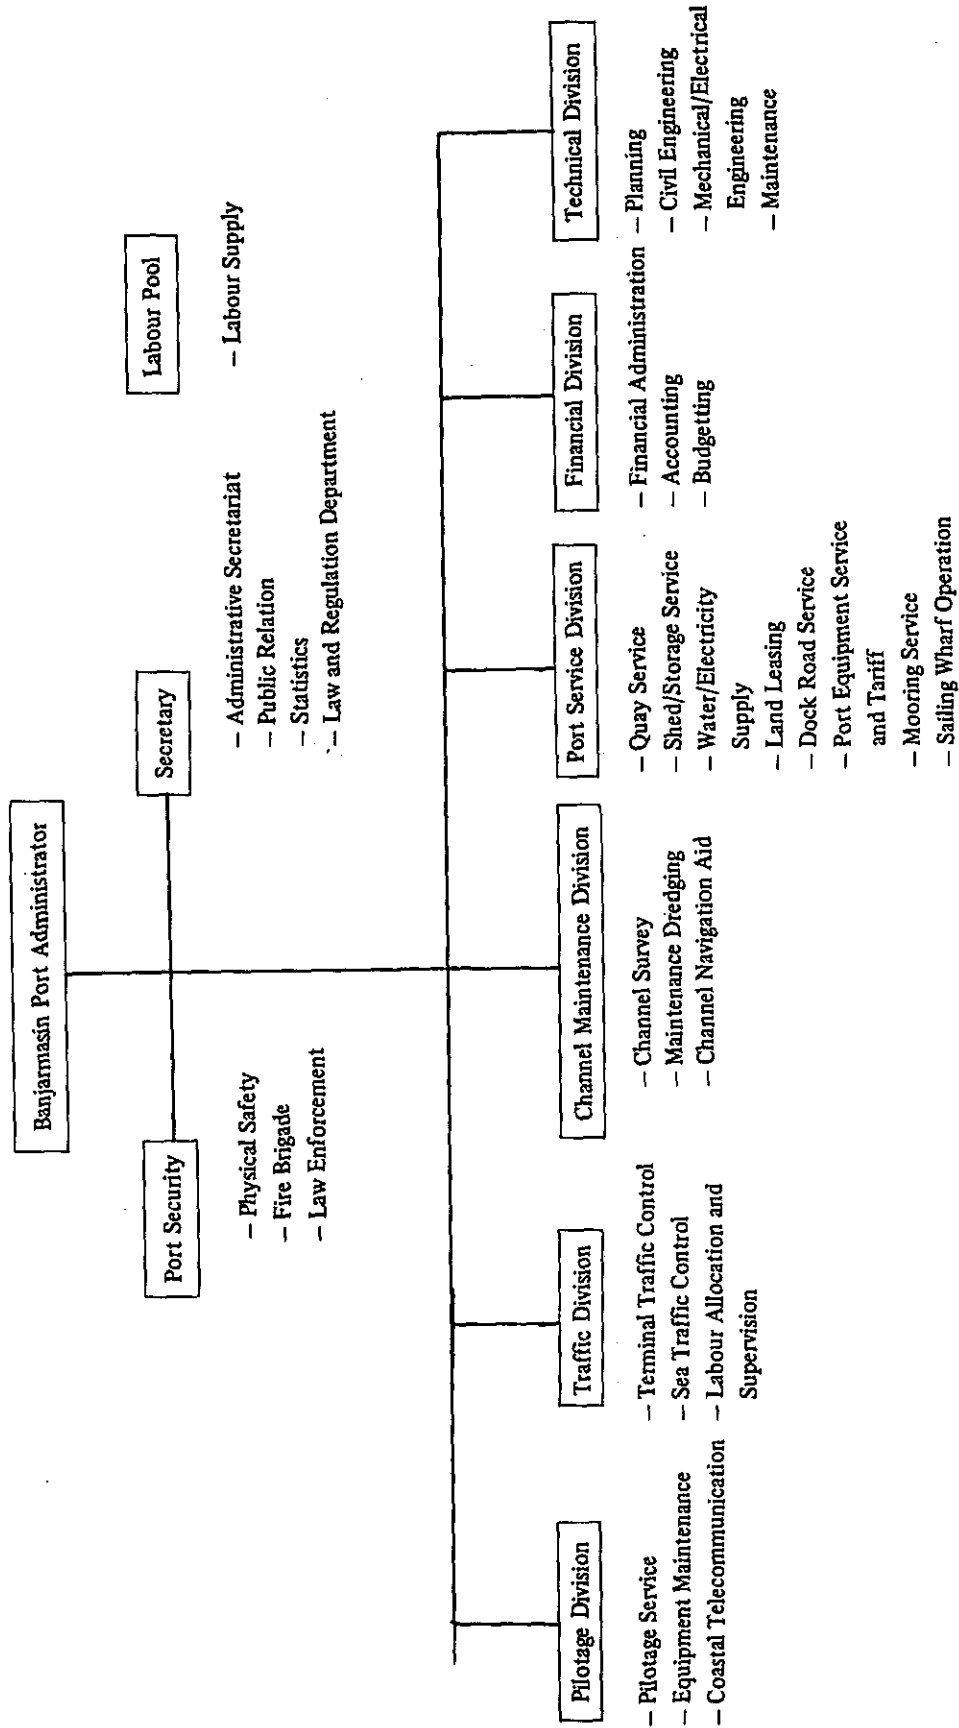 Banjarmasin Port Administrator
Port Security
– Physical Safety
– Fire Brigade
– Law Enforcement
Secretary
– Administrative Secretariat
– Public Relation
– Statistics
– Law and Regulation Department
Labour Pool
– Labour Supply
Pilotage Division
– Pilotage Service
– Equipment Maintenance
– Coastal Telecommunication
Traffic Division
– Terminal Traffic Control
– Sea Traffic Control
– Labour Allocation and
Supervision
Channel Maintenance Division
– Channel Survey
– Maintenance Dredging
– Channel Navigation Aid
Port Service Division
– Quay Service
– Shed/Storage Service
– Water/Electricity
Supply
– Land Leasing
– Dock Road Service
– Port Equipment Service
and Tariff
– Mooring Service
– Sailing Wharf Operation
Financial Division
– Financial Administration
– Accounting
– Budgetting
Technical Division
– Planning
– Civil Engineering
– Mechanical/Electrical
Engineering
– Maintenance